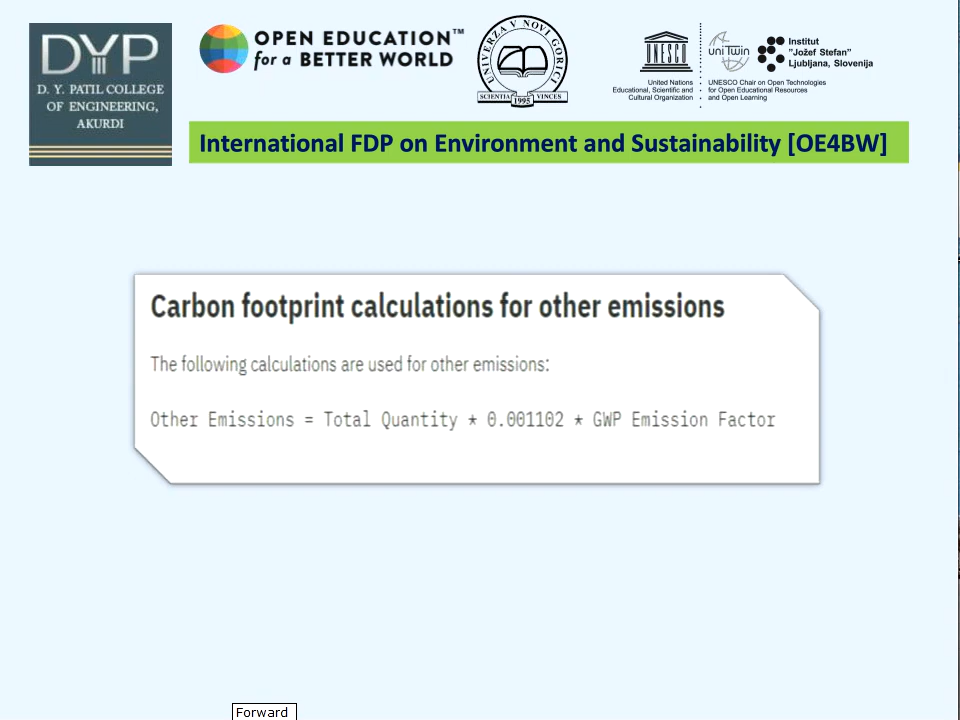 DYP
D. Y. PATIL COLLEGE
OF ENGINEERING,
AKURDI
OPEN EDUCATION™
for a BETTER WORLD
UNIVERZA V NOVI GORICI
SCIENTIA VINCES
1995
UNESCO
United Nations
Educational, Scientific and
Cultural Organization
uniTwin
UNESCO Chair on Open Technologies
for Open Educational Resources
and Open Learning
Institut
"Jožef Stefan"
Ljubljana, Slovenija
International FDP on Environment and Sustainability [OE4BW]
Carbon footprint calculations for other emissions
The following calculations are used for other emissions:
Other Emissions = Total Quantity * 0.001102 * GWP Emission Factor
Forward